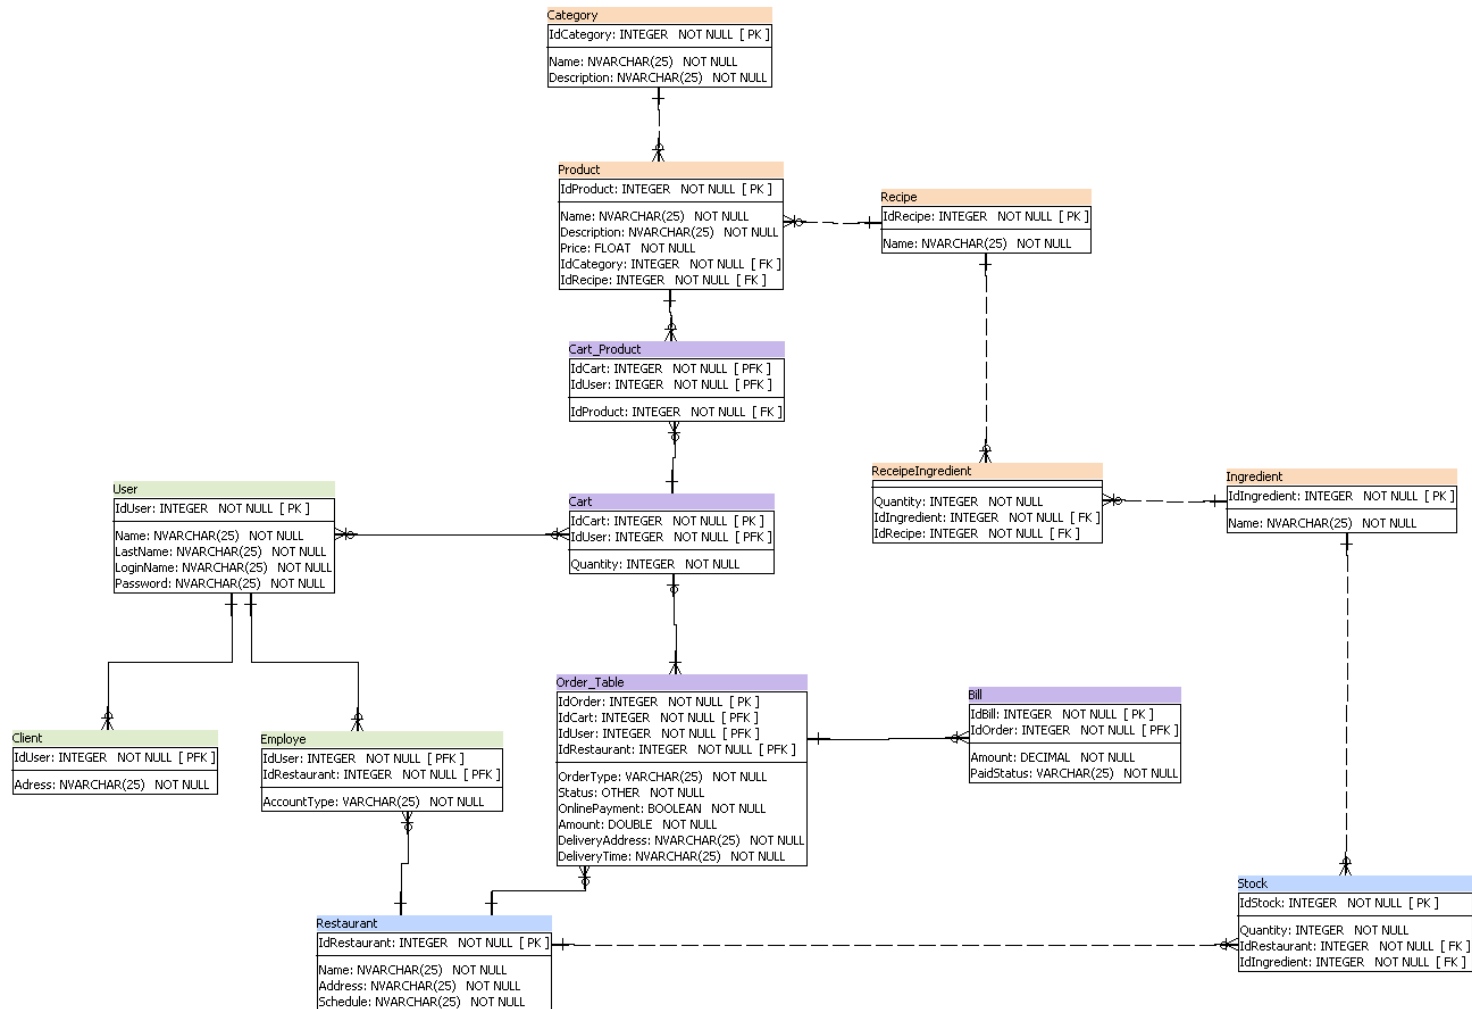 Category
IdCategory: INTEGER NOT NULL [ PK ]
Name: NVARCHAR(25) NOT NULL
Description: NVARCHAR(25) NOT NULL
Product
IdProduct: INTEGER NOT NULL [ PK ]
Name: NVARCHAR(25) NOT NULL
Description: NVARCHAR(25) NOT NULL
Price: FLOAT NOT NULL
IdCategory: INTEGER NOT NULL [ FK ]
IdRecipe: INTEGER NOT NULL [ FK ]
Recipe
IdRecipe: INTEGER NOT NULL [ PK ]
Name: NVARCHAR(25) NOT NULL
Cart_Product
IdCart: INTEGER NOT NULL [ PFK ]
IdUser: INTEGER NOT NULL [ PFK ]
IdProduct: INTEGER NOT NULL [ FK ]
ReceipeIngredient
Quantity: INTEGER NOT NULL
IdIngredient: INTEGER NOT NULL [ FK ]
IdRecipe: INTEGER NOT NULL [ FK ]
Ingredient
IdIngredient: INTEGER NOT NULL [ PK ]
Name: NVARCHAR(25) NOT NULL
User
IdUser: INTEGER NOT NULL [ PK ]
Name: NVARCHAR(25) NOT NULL
LastName: NVARCHAR(25) NOT NULL
LoginName: NVARCHAR(25) NOT NULL
Password: NVARCHAR(25) NOT NULL
Cart
IdCart: INTEGER NOT NULL [ PK ]
IdUser: INTEGER NOT NULL [ PFK ]
Quantity: INTEGER NOT NULL
Order_Table
IdOrder: INTEGER NOT NULL [ PK ]
IdCart: INTEGER NOT NULL [ PFK ]
IdUser: INTEGER NOT NULL [ PFK ]
IdRestaurant: INTEGER NOT NULL [ PFK ]
OrderType: VARCHAR(25) NOT NULL
Status: OTHER NOT NULL
OnlinePayment: BOOLEAN NOT NULL
Amount: DOUBLE NOT NULL
DeliveryAddress: NVARCHAR(25) NOT NULL
DeliveryTime: NVARCHAR(25) NOT NULL
Bill
IdBill: INTEGER NOT NULL [ PK ]
IdOrder: INTEGER NOT NULL [ PFK ]
Amount: DECIMAL NOT NULL
PaidStatus: VARCHAR(25) NOT NULL
Client
IdUser: INTEGER NOT NULL [ PFK ]
Adress: NVARCHAR(25) NOT NULL
Employe
IdUser: INTEGER NOT NULL [ PFK ]
IdRestaurant: INTEGER NOT NULL [ PFK ]
AccountType: VARCHAR(25) NOT NULL
Restaurant
IdRestaurant: INTEGER NOT NULL [ PK ]
Name: NVARCHAR(25) NOT NULL
Address: NVARCHAR(25) NOT NULL
Schedule: NVARCHAR(25) NOT NULL
Stock
IdStock: INTEGER NOT NULL [ PK ]
Quantity: INTEGER NOT NULL
IdRestaurant: INTEGER NOT NULL [ FK ]
IdIngredient: INTEGER NOT NULL [ FK ]